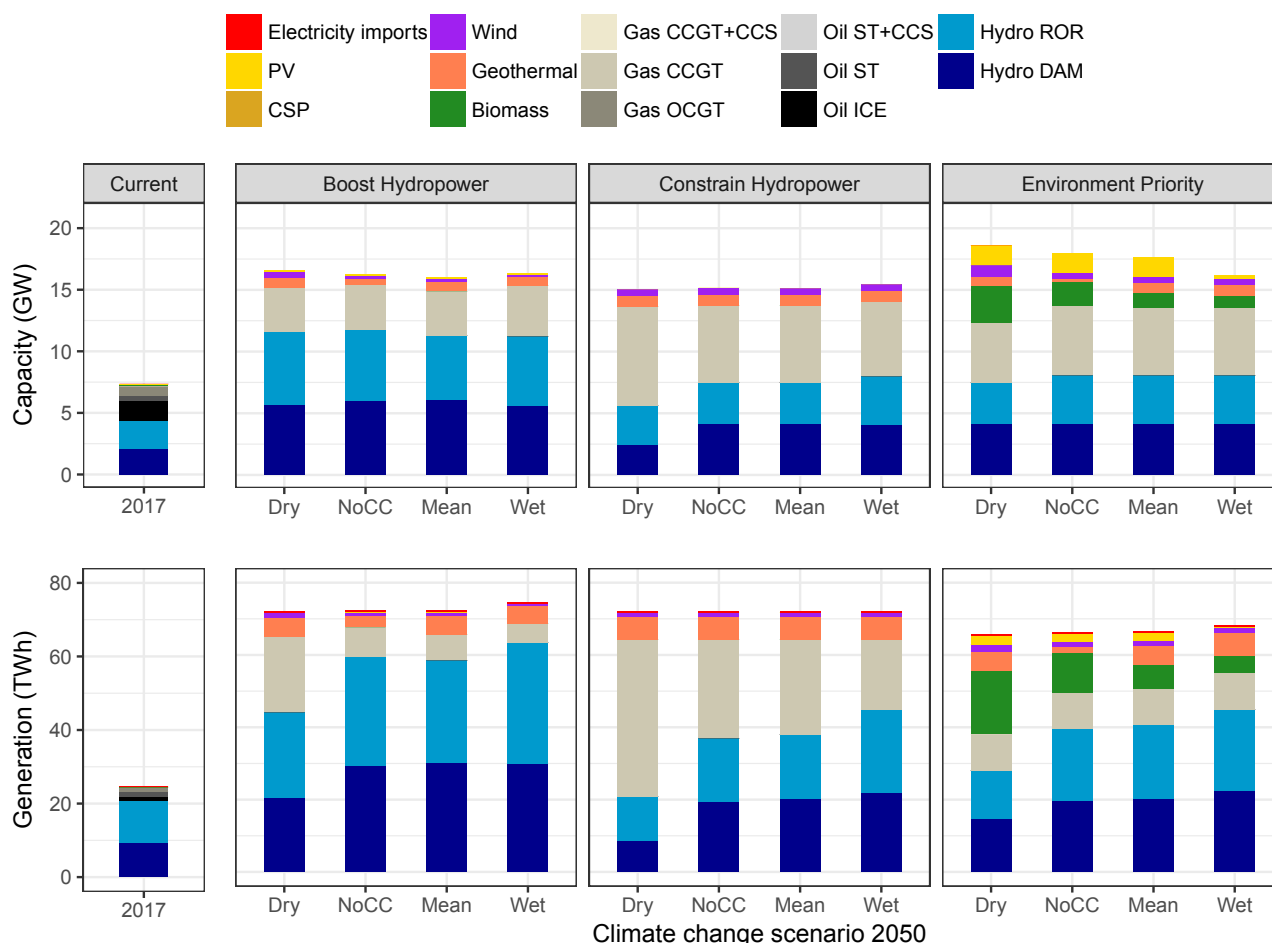 Electricity imports Wind Gas CCGT+CCS Oil ST+CCS Hydro ROR
PV Geothermal Gas CCGT Oil ST Hydro DAM
CSP Biomass Gas OCGT Oil ICE
Current Boost Hydropower Constrain Hydropower Environment Priority
Capacity (GW)
20
15
10
5
0
2017 Dry NoCC Mean Wet Dry NoCC Mean Wet Dry NoCC Mean Wet
Generation (TWh)
80
60
40
20
0
2017 Dry NoCC Mean Wet Dry NoCC Mean Wet Dry NoCC Mean Wet
Climate change scenario 2050